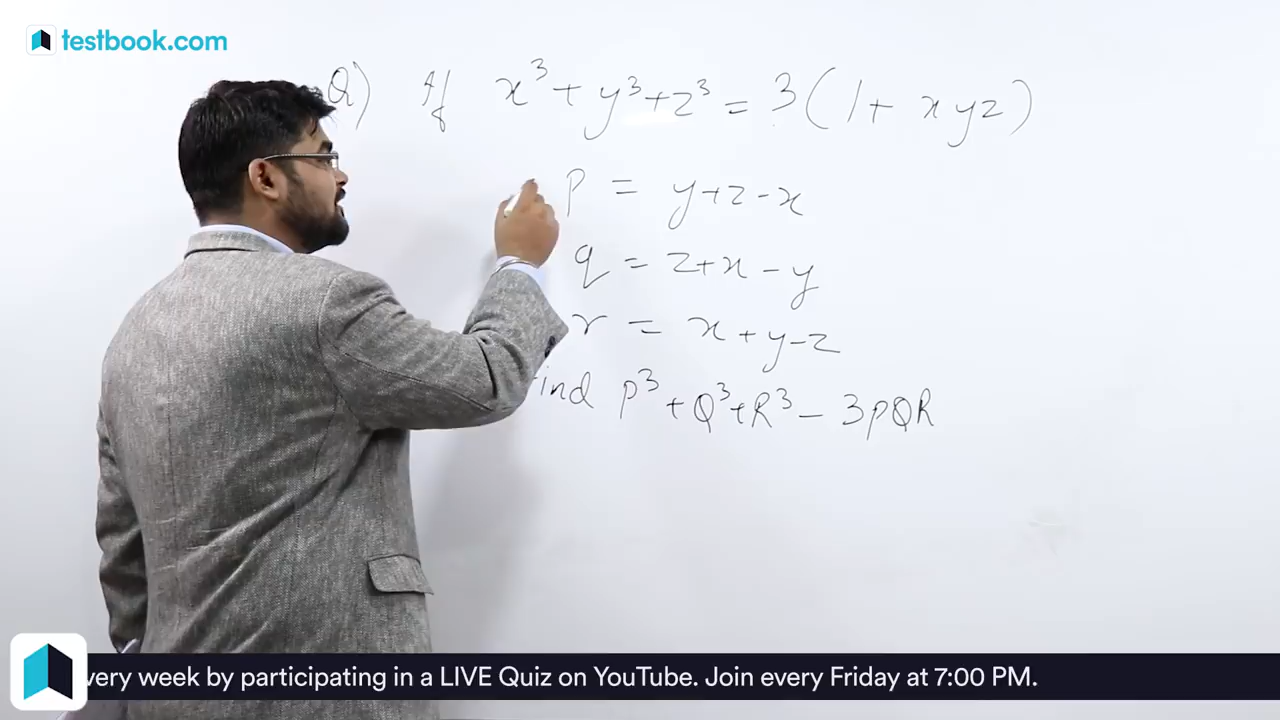 testbook.com
Q) If x³ + y³ + z³ = 3(1 + xyz)
P = y+z-x
q = z+x-y
r = x+y-z
find P³+Q³+R³-3PQR
very week by participating in a LIVE Quiz on YouTube. Join every Friday at 7:00 PM.